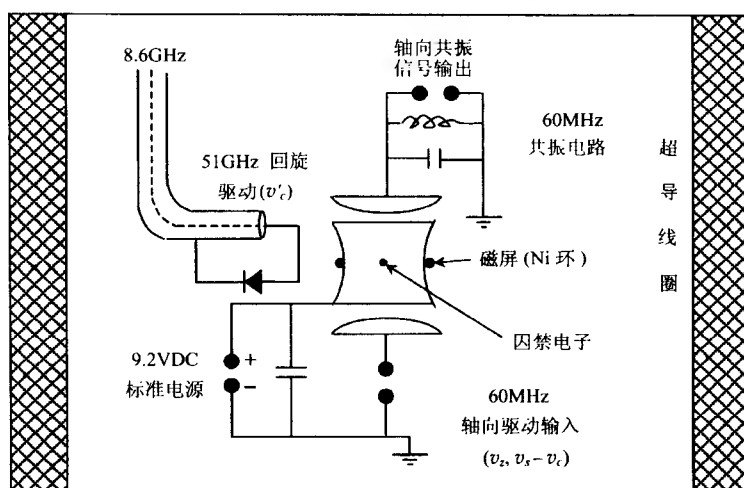 8.6GHz
轴向共振
信号输出
60MHz
共振电路
超导线圈
51GHz 回旋
驱动(v'c)
磁屏 (Ni 环)
囚禁电子
9.2VDC
标准电源
+
−
60MHz
轴向驱动输入
(vz, vs − vc)